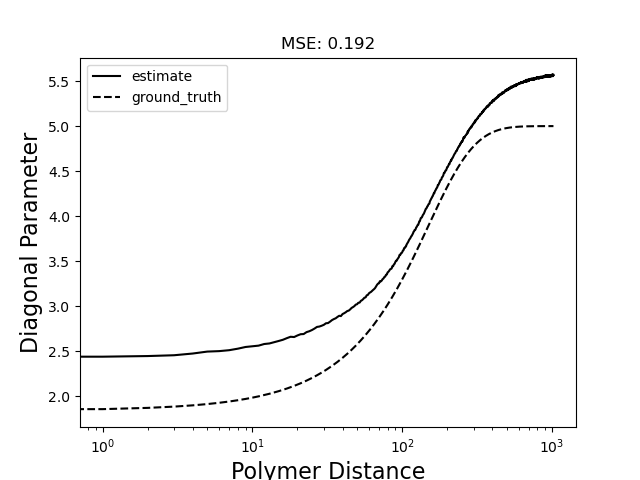 MSE: 0.192
estimate
ground_truth
5.5
5.0
4.5
4.0
3.5
3.0
2.5
2.0
Diagonal Parameter
10⁰ 10¹ 10² 10³
Polymer Distance